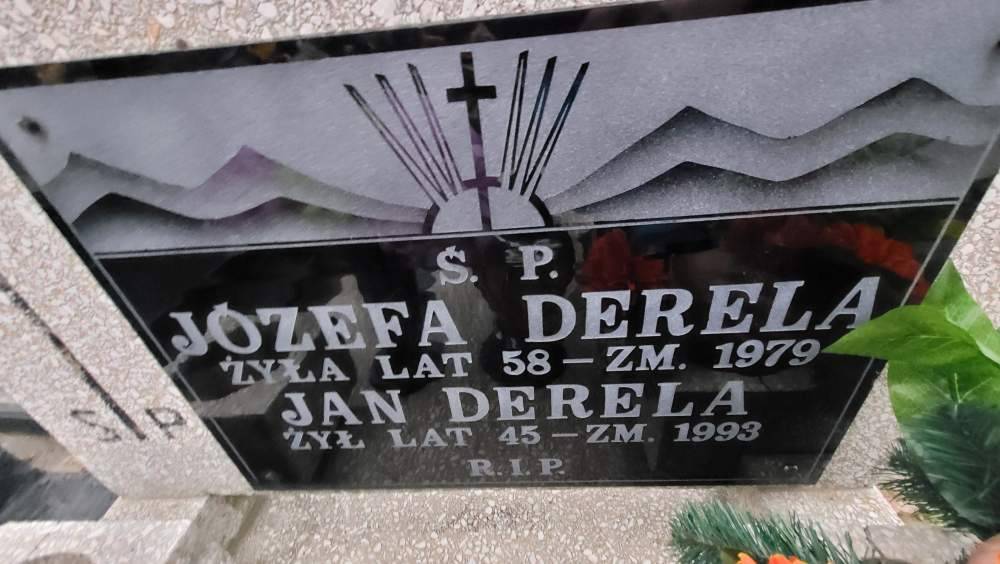 Ś. P.
JÓZEFA DERELA
ŻYŁA LAT 58 — ZM. 1979
JAN DERELA
ŻYŁ LAT 45 — ZM. 1993
R.I.P.
Ś P